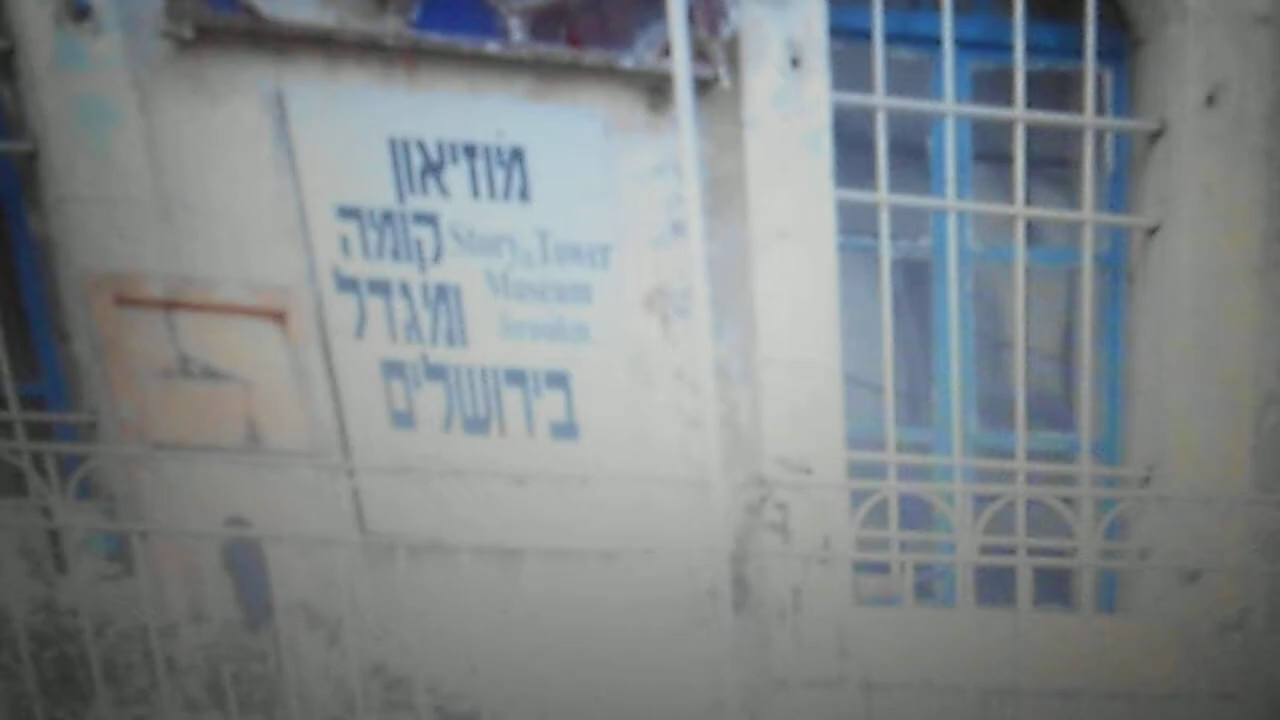 מוזיאון
קומה
ומגדל
בירושלים
Story & Tower
Museum